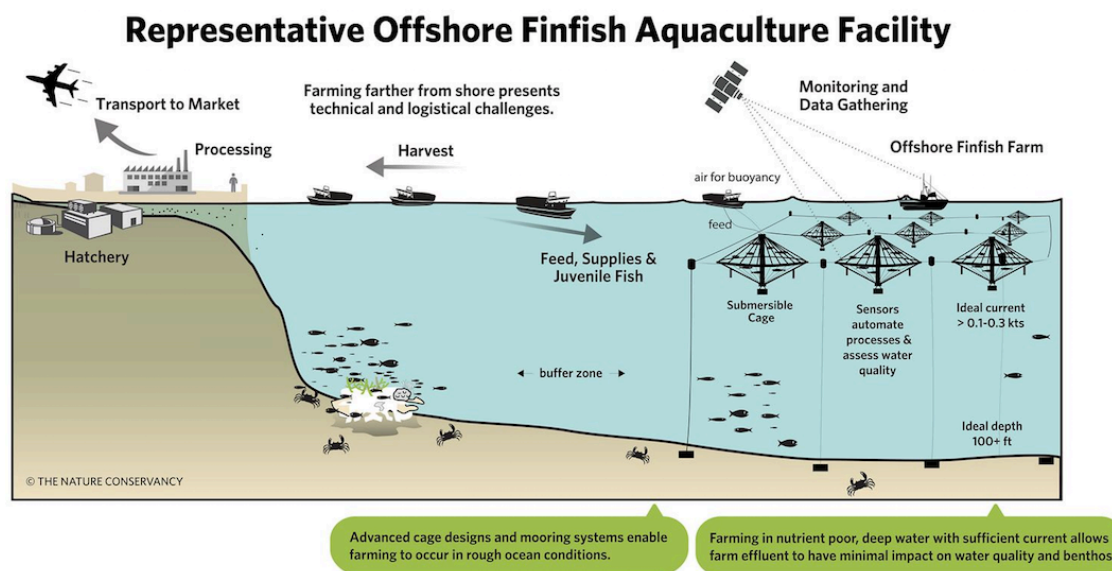 Representative Offshore Finfish Aquaculture Facility
Transport to Market
Processing
Farming farther from shore presents
technical and logistical challenges.
Harvest
Monitoring and
Data Gathering
Offshore Finfish Farm
air for buoyancy
feed
Hatchery
Feed, Supplies &
Juvenile Fish
Submersible
Cage
Sensors
automate
processes &
assess water
quality
Ideal current
> 0.1-0.3 kts
buffer zone
Ideal depth
100+ ft
© THE NATURE CONSERVANCY
Advanced cage designs and mooring systems enable
farming to occur in rough ocean conditions.
Farming in nutrient poor, deep water with sufficient current allows
farm effluent to have minimal impact on water quality and benthos